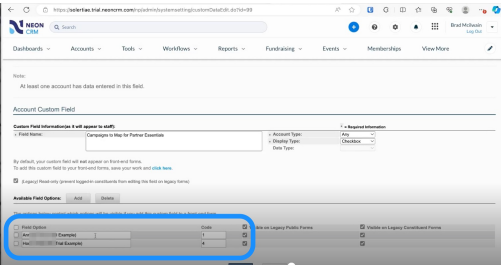 https://selerities.trial.neoncrm.com/np/admin/systemsetting/customDataEdit.do?id=98
NEON CRM
Search
Brad McIlwain
Log Out
Dashboards Accounts Tools Workflows Reports Fundraising Events Memberships View More
Note:
At least one account has data entered in this field.
Account Custom Field
Custom Field Information(as it will appear to staff):
* = Required Information
Field Name:
Campaigns to Map for Partner Essentials
Account Type: Any
Display Type: Checkbox
Data Type:
By default, your custom field will not appear on front-end forms.
To add this custom field to your front-end forms, save your work and click here
(Legacy) Read-only (prevent logged-in constituents from editing this field on legacy forms)
Available Field Options: Add Delete
Field Option Code Visible on Legacy Public Forms Visible on Legacy Constituent Forms
Example) 1
Trial Example) 4